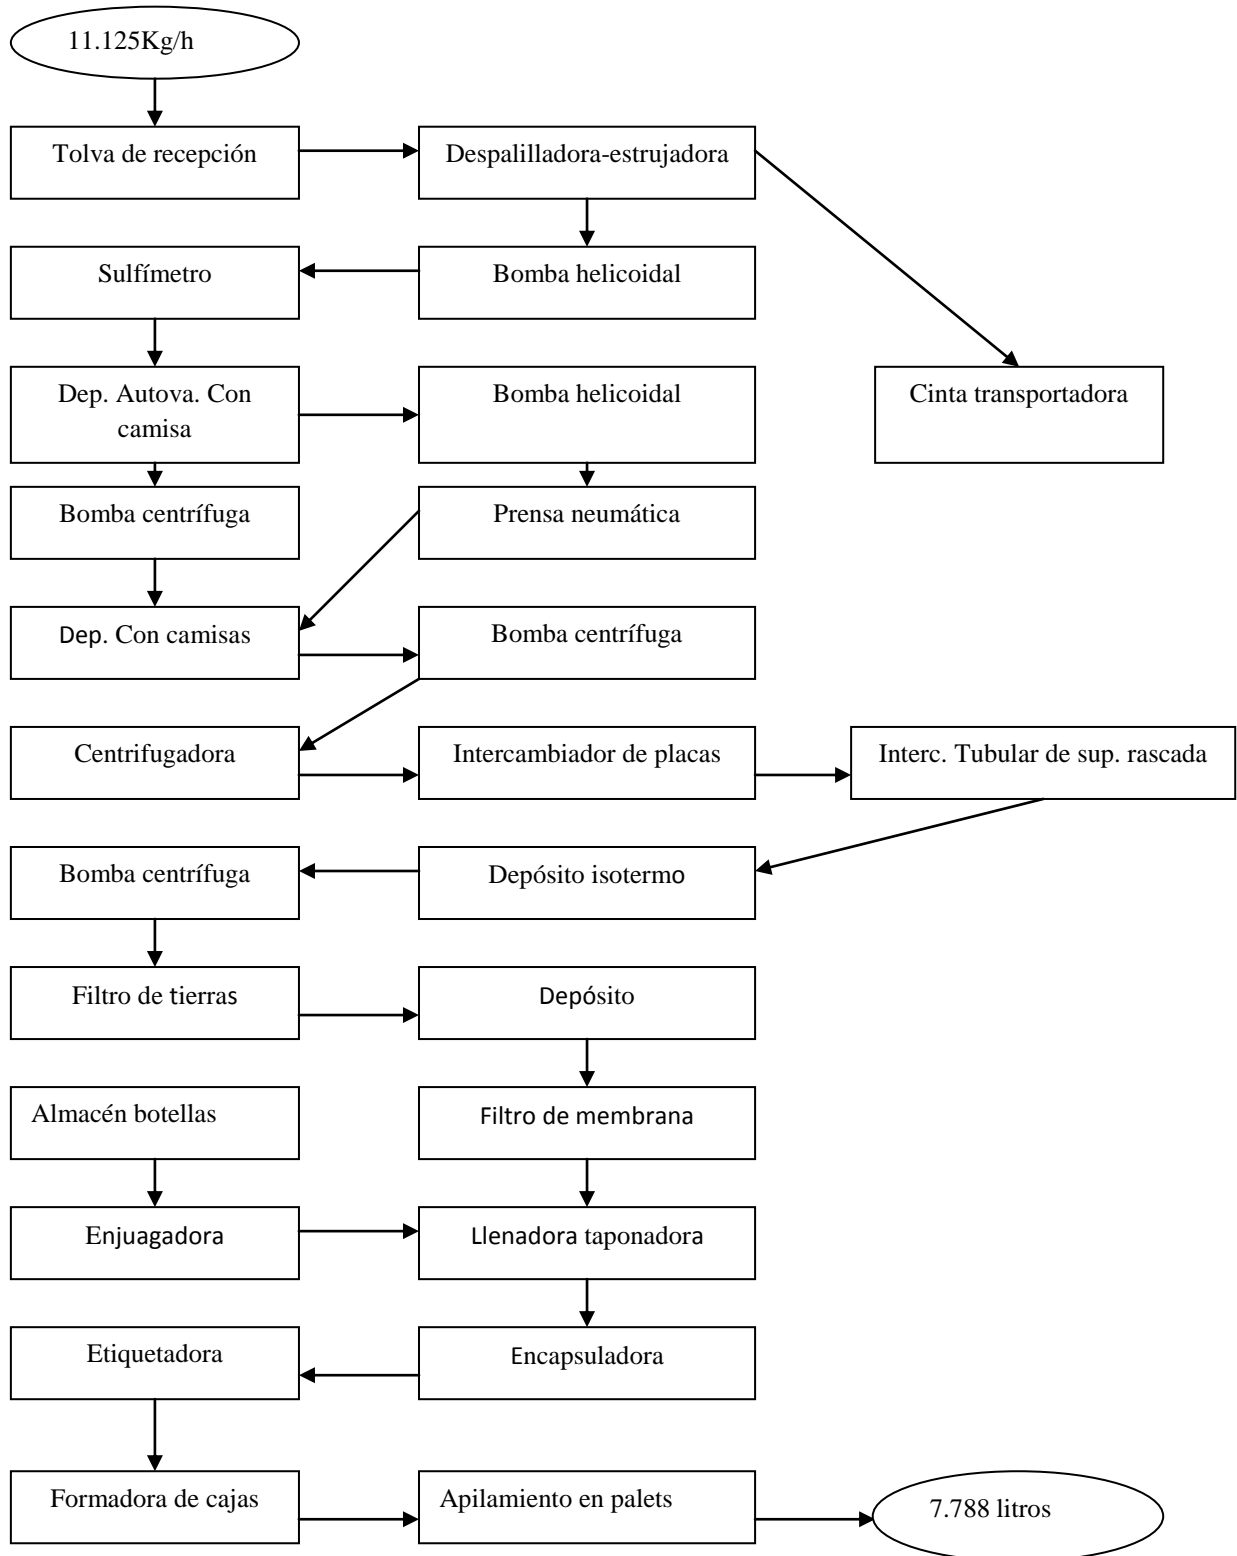 11.125Kg/h
Tolva de recepción
Despalilladora-estrujadora
Sulfímetro
Bomba helicoidal
Dep. Autova. Con
camisa
Bomba helicoidal
Cinta transportadora
Bomba centrífuga
Prensa neumática
Dep. Con camisas
Bomba centrífuga
Centrifugadora
Intercambiador de placas
Interc. Tubular de sup. rascada
Bomba centrífuga
Depósito isotermo
Filtro de tierras
Depósito
Almacén botellas
Filtro de membrana
Enjuagadora
Llenadora taponadora
Etiquetadora
Encapsuladora
Formadora de cajas
Apilamiento en palets
7.788 litros